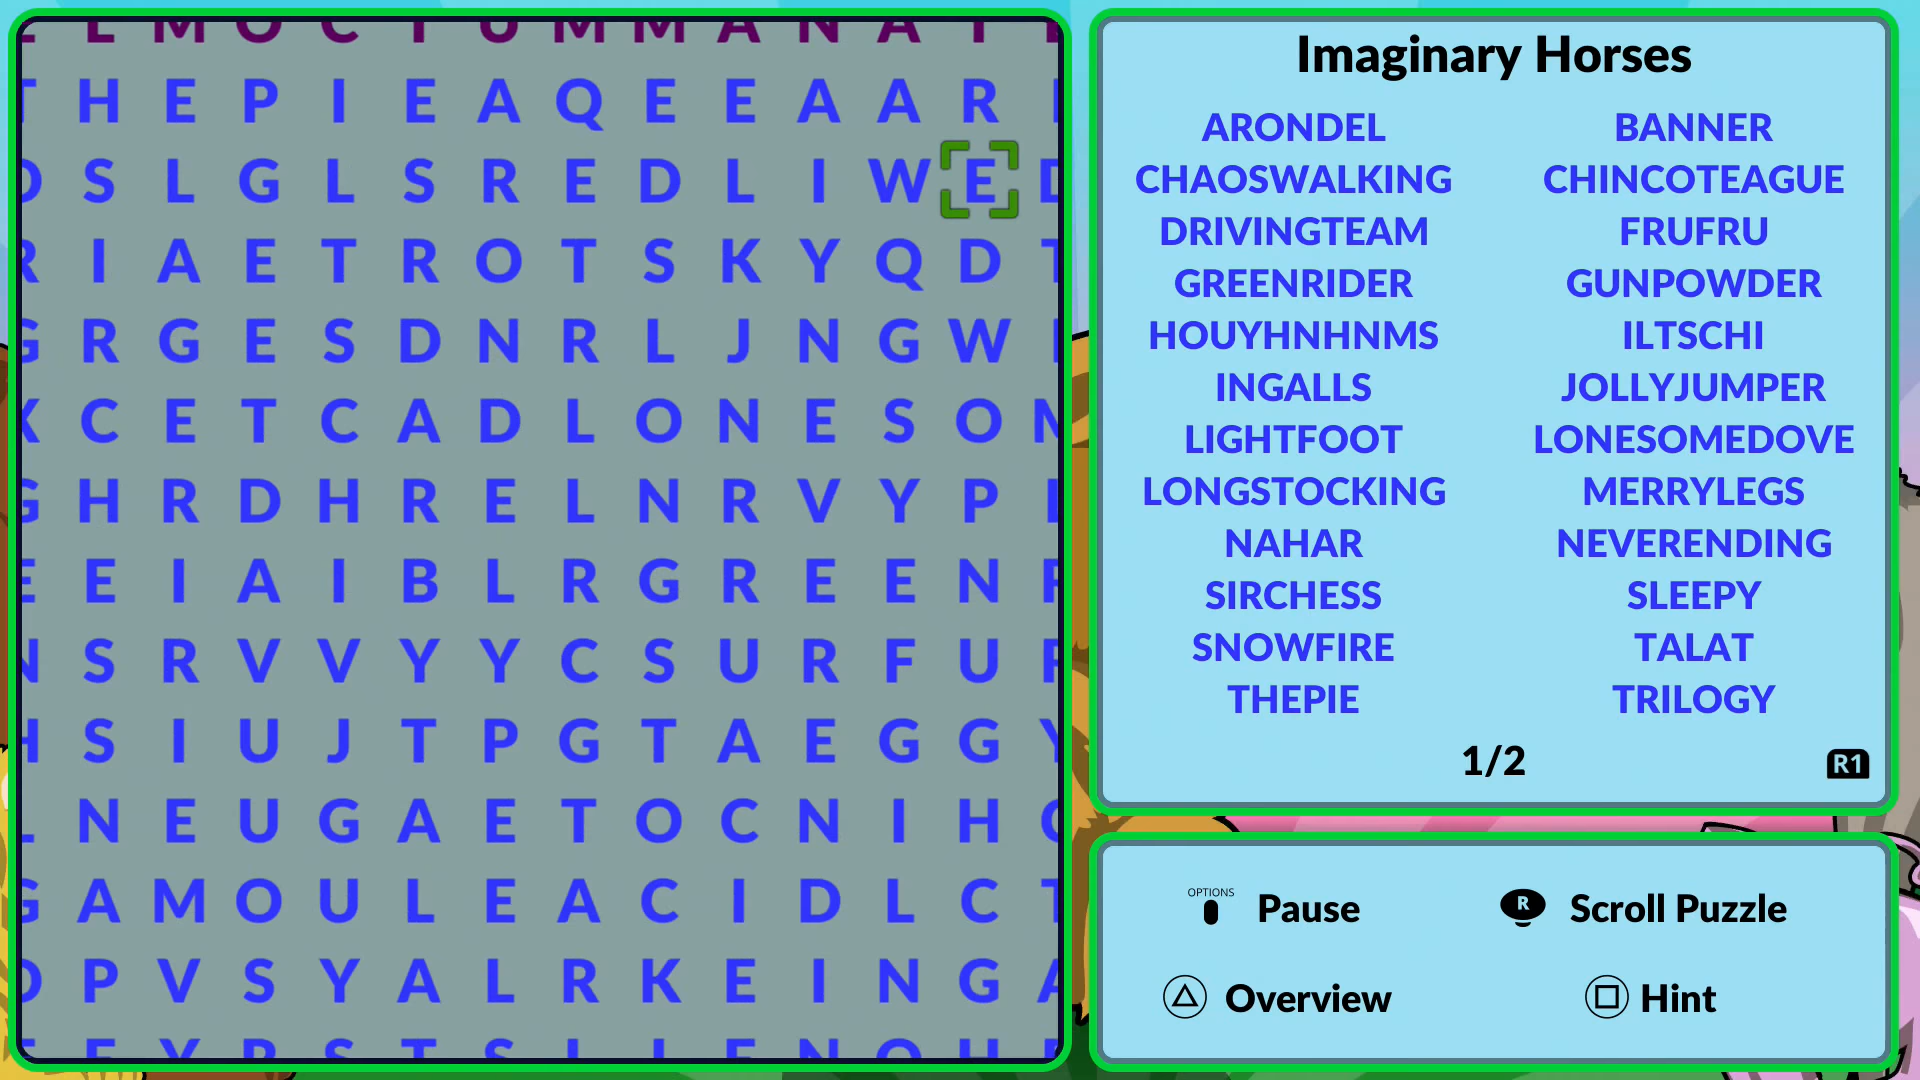 L M O C Y U M M A N A T
H E P I E A Q E E A A R
S L G L S R E D L I W E
R I A E T R O T S K Y Q D T
G R G E S D N R L J N G W
X C E T C A D L O N E S O M
G H R D H R E L N R V Y P
E E I A I B L R G R E E N
N S R V V Y Y C S U R F U
H S I U J T P G T A E G G Y
N E U G A E T O C N I H
G A M O U L E A C I D L C T
P V S Y A L R K E I N G A
Imaginary Horses
ARONDEL BANNER
CHAOSWALKING CHINCOTEAGUE
DRIVINGTEAM FRUFRU
GREENRIDER GUNPOWDER
HOUYHNHNMS ILTSCHI
INGALLS JOLLYJUMPER
LIGHTFOOT LONESOMEDOVE
LONGSTOCKING MERRYLEGS
NAHAR NEVERENDING
SIRCHESS SLEEPY
SNOWFIRE TALAT
THEPIE TRILOGY
1/2 R1
OPTIONS Pause R Scroll Puzzle
Overview Hint